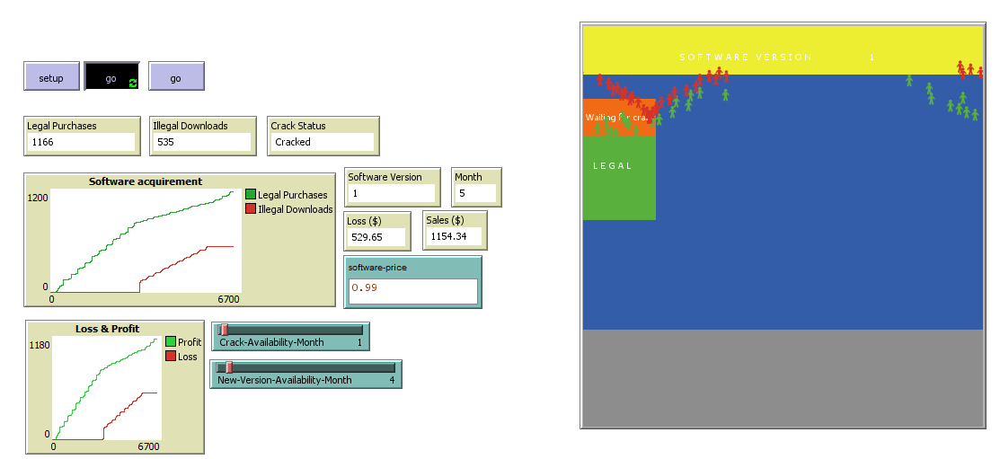 setup
go
go
Legal Purchases
1166
Illegal Downloads
535
Crack Status
Cracked
Software acquirement
1200
0
0
6700
Legal Purchases
Illegal Downloads
Software Version
1
Month
5
Loss ($)
529.65
Sales ($)
1154.34
software-price
0.99
Loss & Profit
1180
0
0
6700
Profit
Loss
Crack-Availability-Month 1
New-Version-Availability-Month 4
SOFTWARE VERSION 1
Waiting for cra
LEGAL